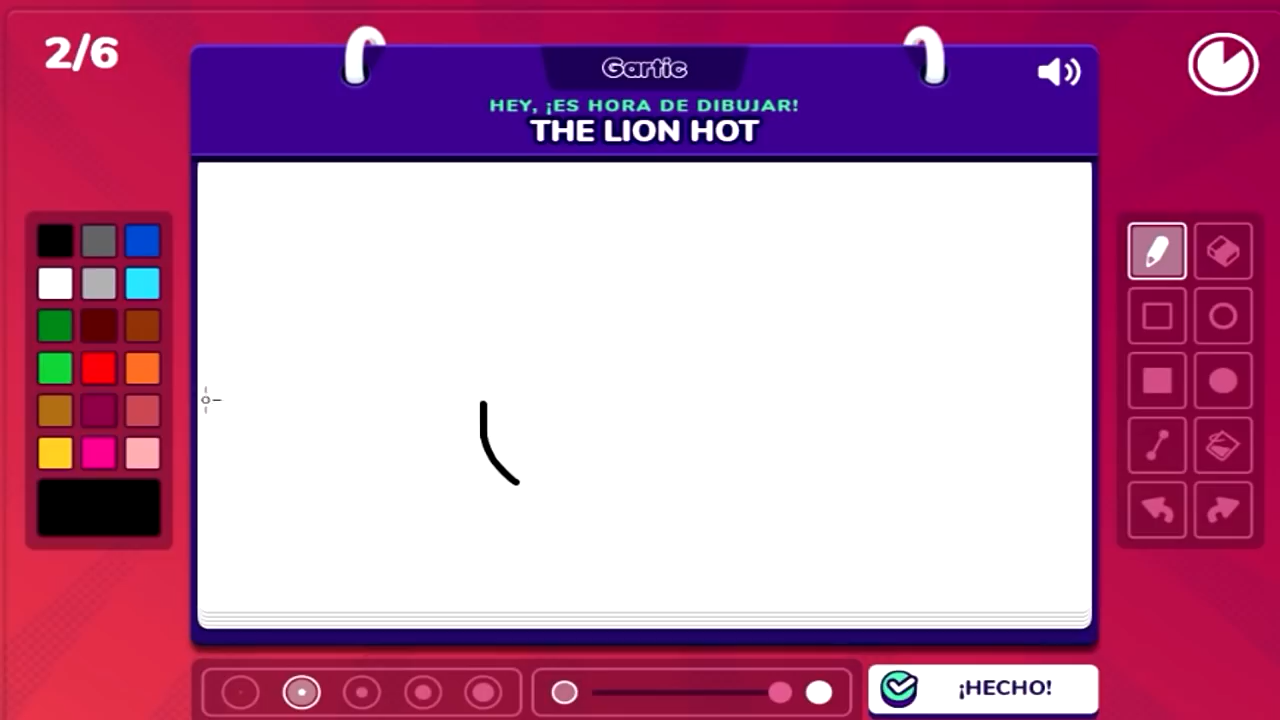 2/6
Gartic
HEY, ¡ES HORA DE DIBUJAR!
THE LION HOT
¡HECHO!